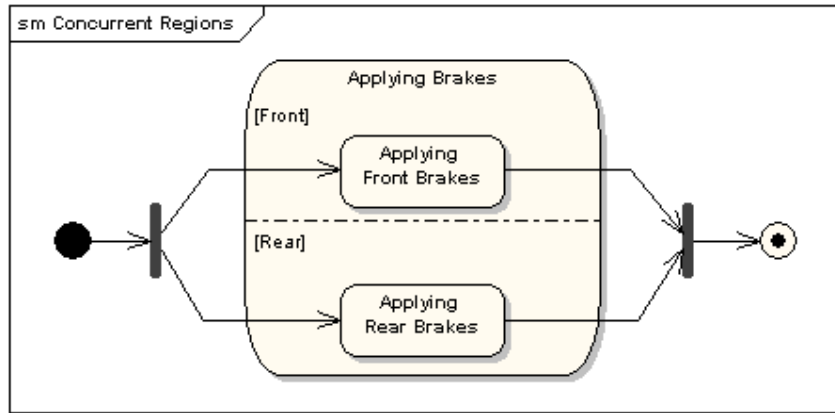 sm Concurrent Regions
Applying Brakes
[Front]
Applying
Front Brakes
[Rear]
Applying
Rear Brakes